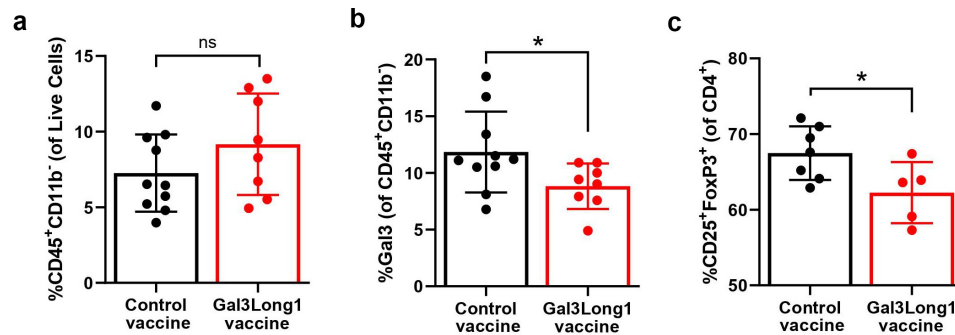 a
%CD45⁺CD11b⁻ (of Live Cells)
15
10
5
0
ns
Control
vaccine
Gal3Long1
vaccine
b
%Gal3 (of CD45⁺CD11b⁻)
20
15
10
5
0
*
Control
vaccine
Gal3Long1
vaccine
c
%CD25⁺FoxP3⁺ (of CD4⁺)
80
70
60
50
*
Control
vaccine
Gal3Long1
vaccine